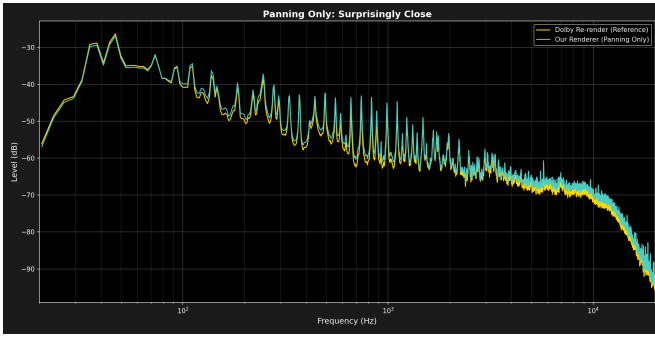 Panning Only: Surprisingly Close
Dolby Re-render (Reference)
Our Renderer (Panning Only)
Level (dB)
−30
−40
−50
−60
−70
−80
−90
10²
10³
10⁴
Frequency (Hz)